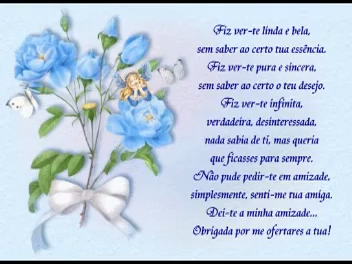 Fiz ver-te linda e bela,
sem saber ao certo tua essência.
Fiz ver-te pura e sincera,
sem saber ao certo o teu desejo.
Fiz ver-te infinita,
verdadeira, desinteressada,
nada sabia de ti, mas queria
que ficasses para sempre.
Não pude pedir-te em amizade,
simplesmente, senti-me tua amiga.
Dei-te a minha amizade...
Obrigada por me ofertares a tua!